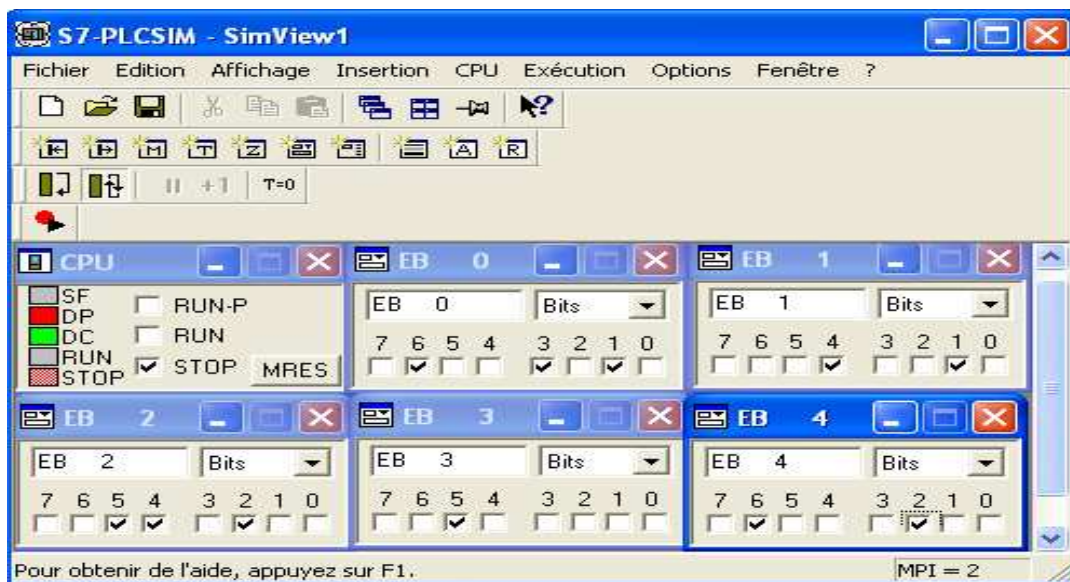 S7-PLCSIM - SimView1
Fichier Edition Affichage Insertion CPU Exécution Options Fenêtre ?
+1 T=0
CPU
SF
DP
DC
RUN
STOP
RUN-P
RUN
STOP MRES
EB 0
EB 0 Bits
7 6 5 4 3 2 1 0
EB 1
EB 1 Bits
7 6 5 4 3 2 1 0
EB 2
EB 2 Bits
7 6 5 4 3 2 1 0
EB 3
EB 3 Bits
7 6 5 4 3 2 1 0
EB 4
EB 4 Bits
7 6 5 4 3 2 1 0
Pour obtenir de l'aide, appuyez sur F1. MPI = 2